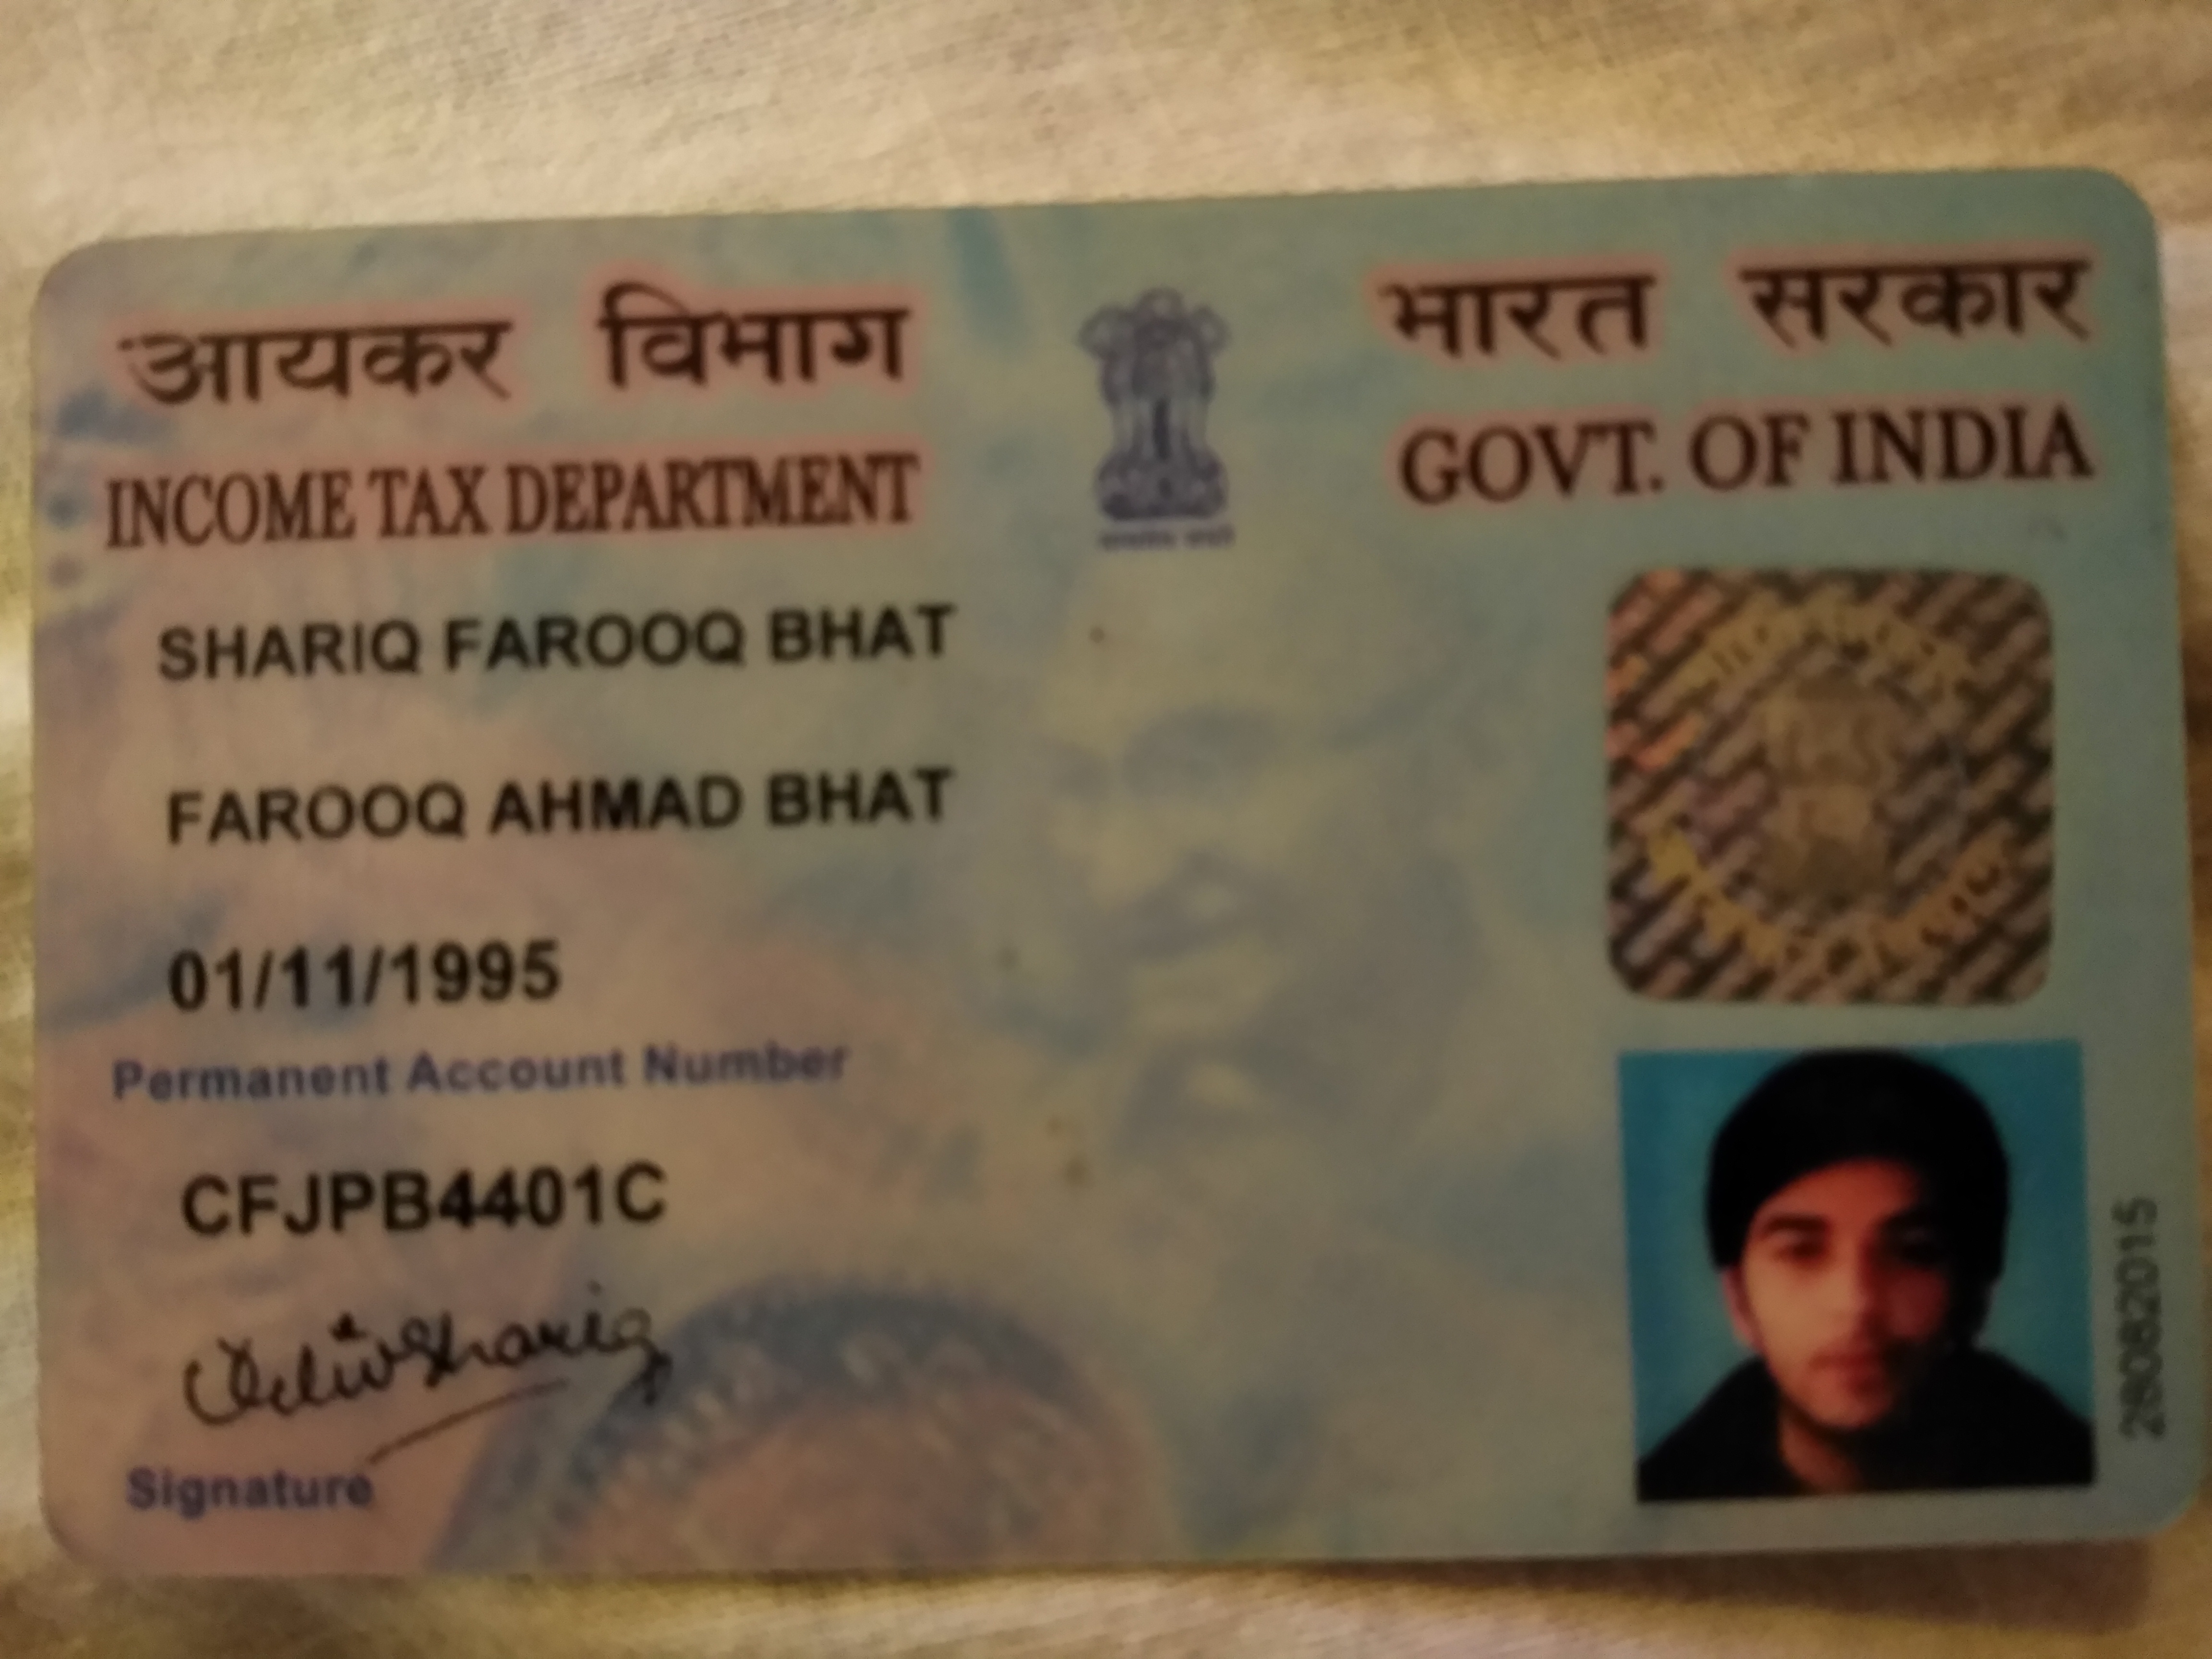 आयकर विभाग
भारत सरकार
INCOME TAX DEPARTMENT
GOVT. OF INDIA
SHARIQ FAROOQ BHAT
FAROOQ AHMAD BHAT
01/11/1995
Permanent Account Number
CFJPB4401C
Signature
28082015